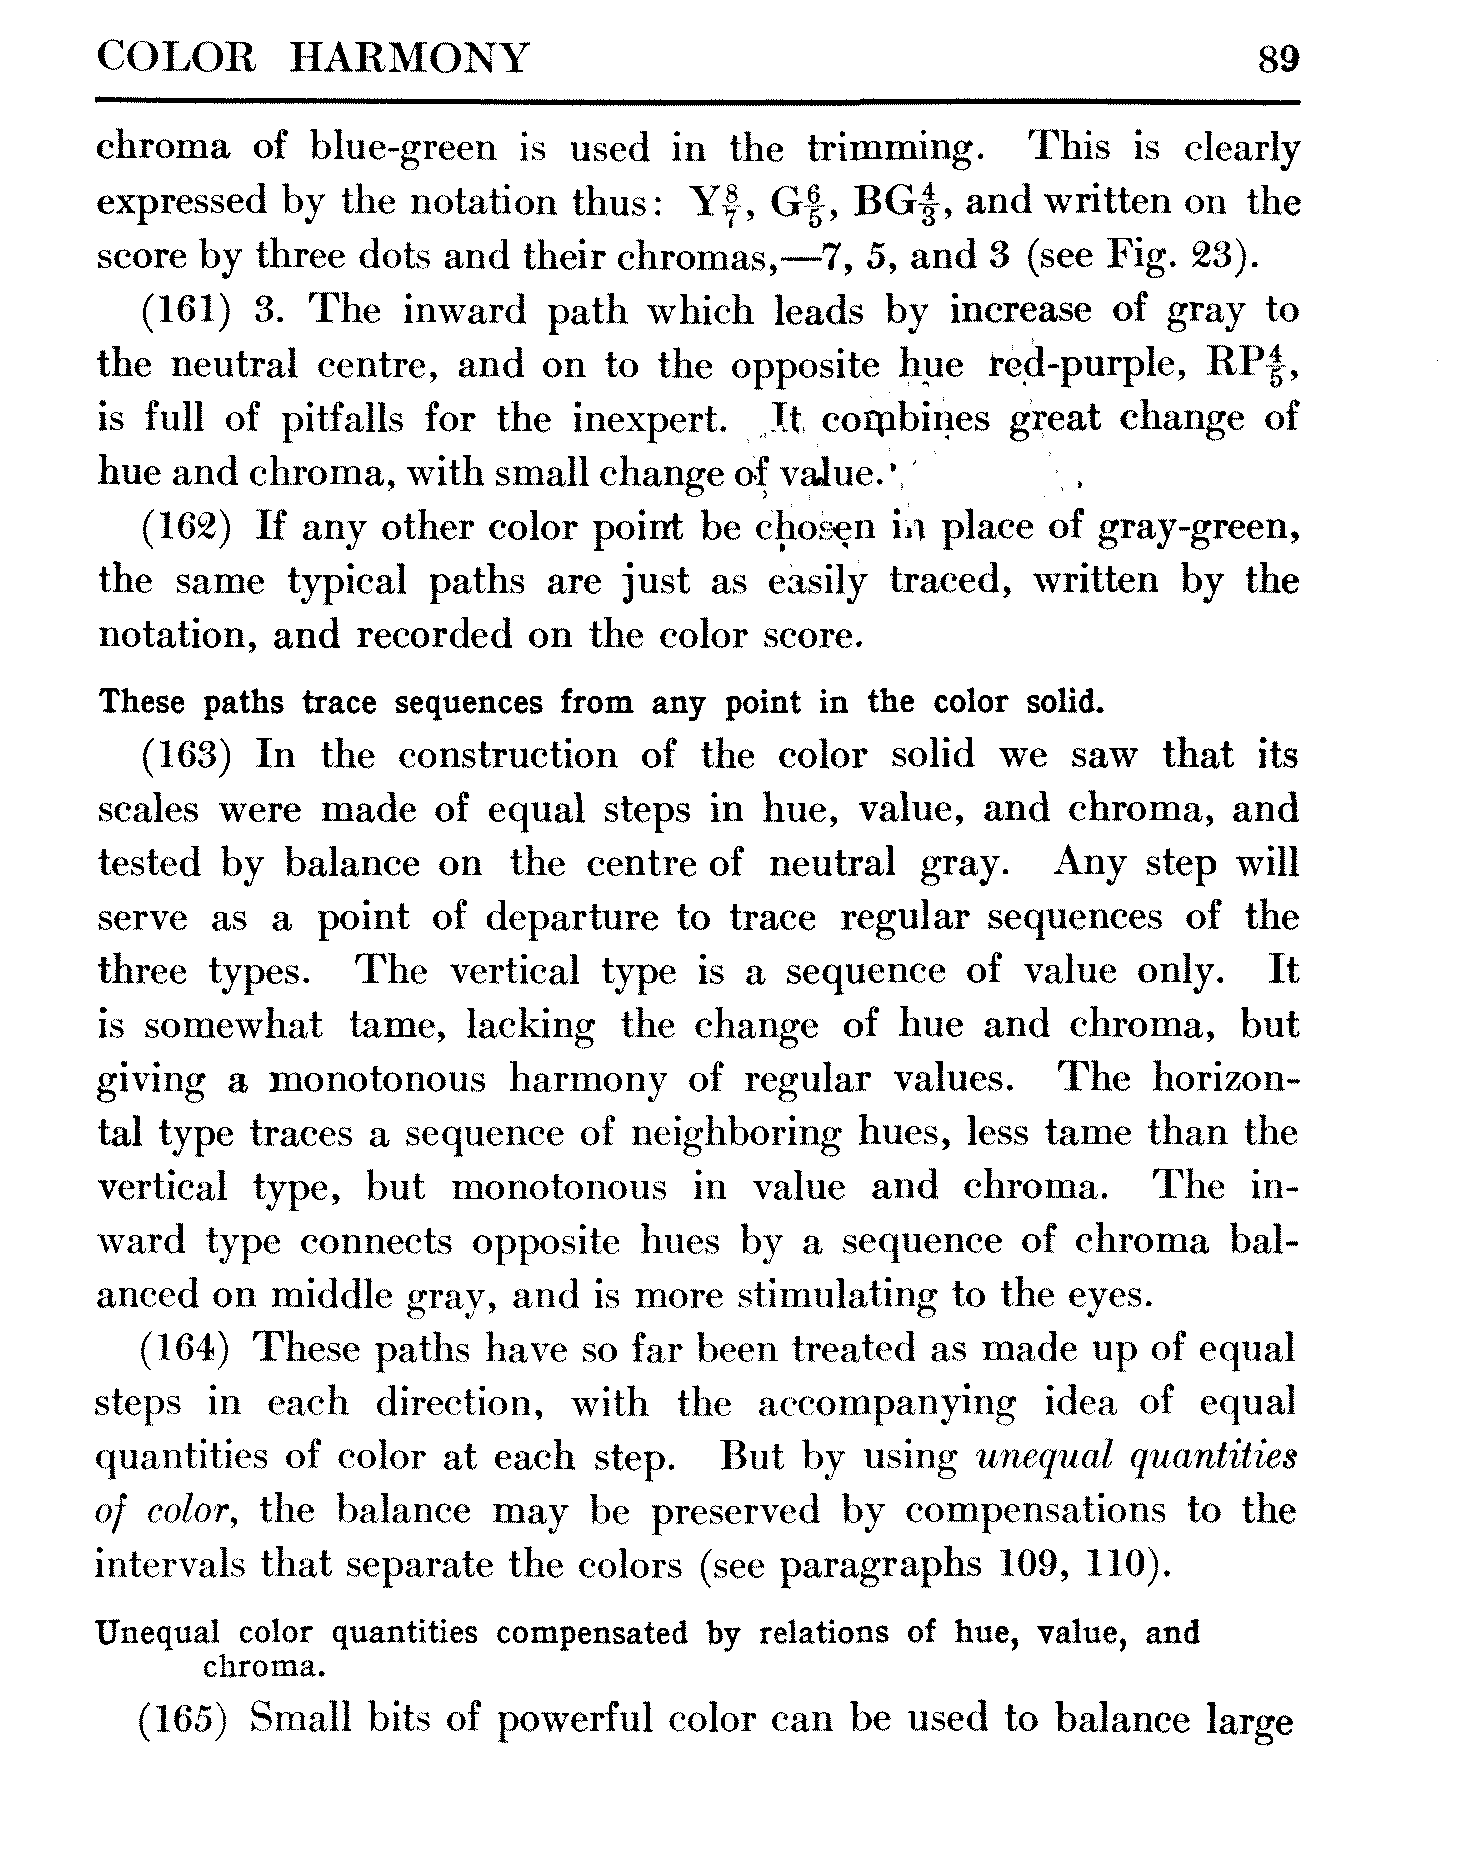 COLOR HARMONY 89
chroma of blue-green is used in the trimming. This is clearly
expressed by the notation thus: Y8/7, G6/5, BG4/3, and written on the
score by three dots and their chromas,—7, 5, and 3 (see Fig. 23).
(161) 3. The inward path which leads by increase of gray to
the neutral centre, and on to the opposite hue red-purple, RP4/5,
is full of pitfalls for the inexpert. It combines great change of
hue and chroma, with small change of value.
(162) If any other color point be chosen in place of gray-green,
the same typical paths are just as easily traced, written by the
notation, and recorded on the color score.
These paths trace sequences from any point in the color solid.
(163) In the construction of the color solid we saw that its
scales were made of equal steps in hue, value, and chroma, and
tested by balance on the centre of neutral gray. Any step will
serve as a point of departure to trace regular sequences of the
three types. The vertical type is a sequence of value only. It
is somewhat tame, lacking the change of hue and chroma, but
giving a monotonous harmony of regular values. The horizon-
tal type traces a sequence of neighboring hues, less tame than the
vertical type, but monotonous in value and chroma. The in-
ward type connects opposite hues by a sequence of chroma bal-
anced on middle gray, and is more stimulating to the eyes.
(164) These paths have so far been treated as made up of equal
steps in each direction, with the accompanying idea of equal
quantities of color at each step. But by using unequal quantities
of color, the balance may be preserved by compensations to the
intervals that separate the colors (see paragraphs 109, 110).
Unequal color quantities compensated by relations of hue, value, and
chroma.
(165) Small bits of powerful color can be used to balance large